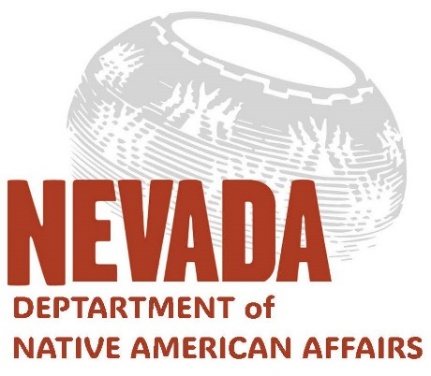 NEVADA
DEPTARTMENT of
NATIVE AMERICAN AFFAIRS